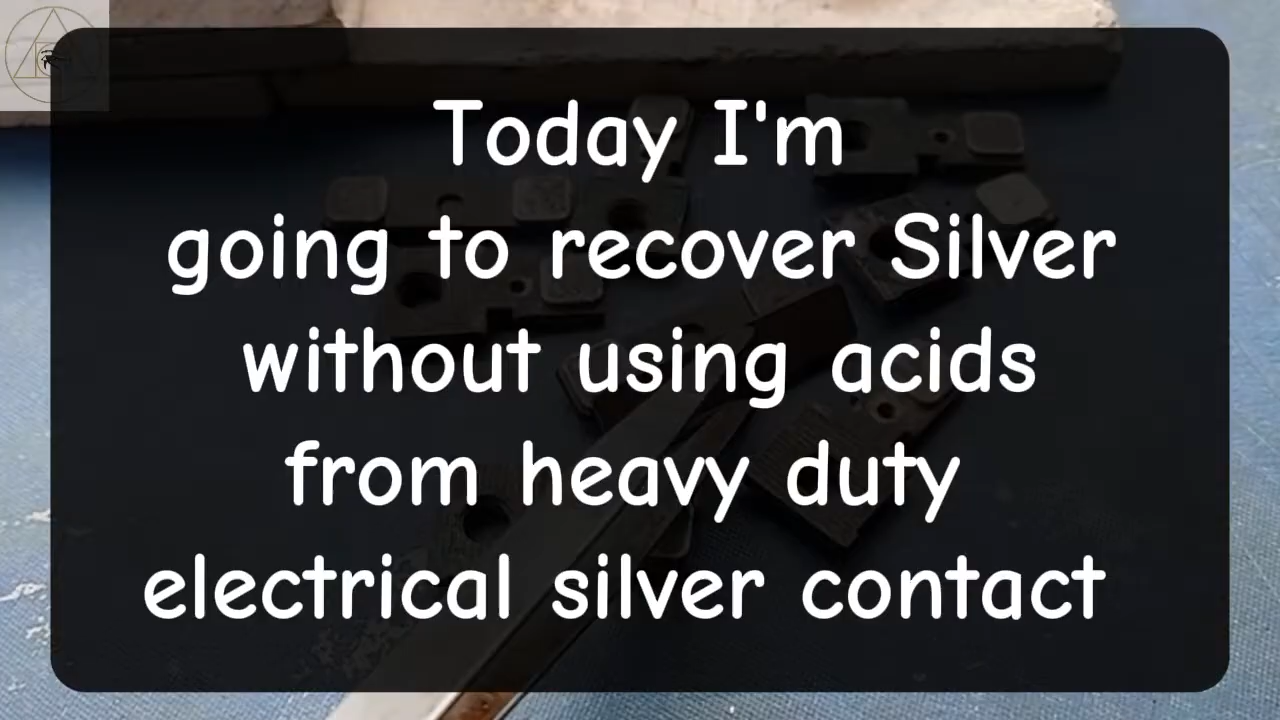 Today I'm
going to recover Silver
without using acids
from heavy duty
electrical silver contact